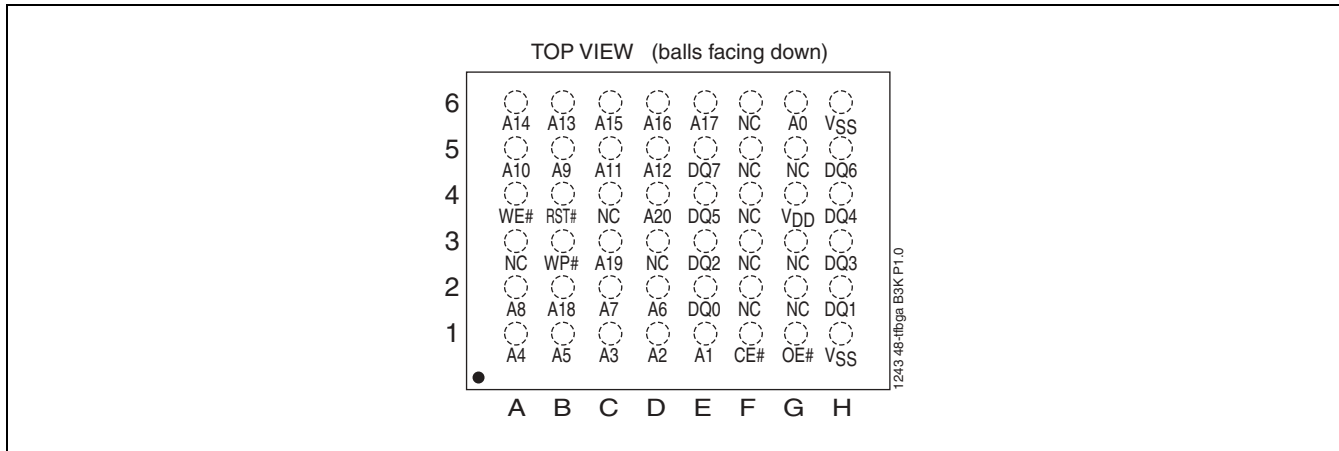 TOP VIEW (balls facing down)
6
A14 A13 A15 A16 A17 NC A0 VSS
5
A10 A9 A11 A12 DQ7 NC NC DQ6
4
WE# RST# NC A20 DQ5 NC VDD DQ4
3
NC WP# A19 NC DQ2 NC NC DQ3
2
A8 A18 A7 A6 DQ0 NC NC DQ1
1
A4 A5 A3 A2 A1 CE# OE# VSS
A B C D E F G H
1243 48-tfbga B3K P1.0